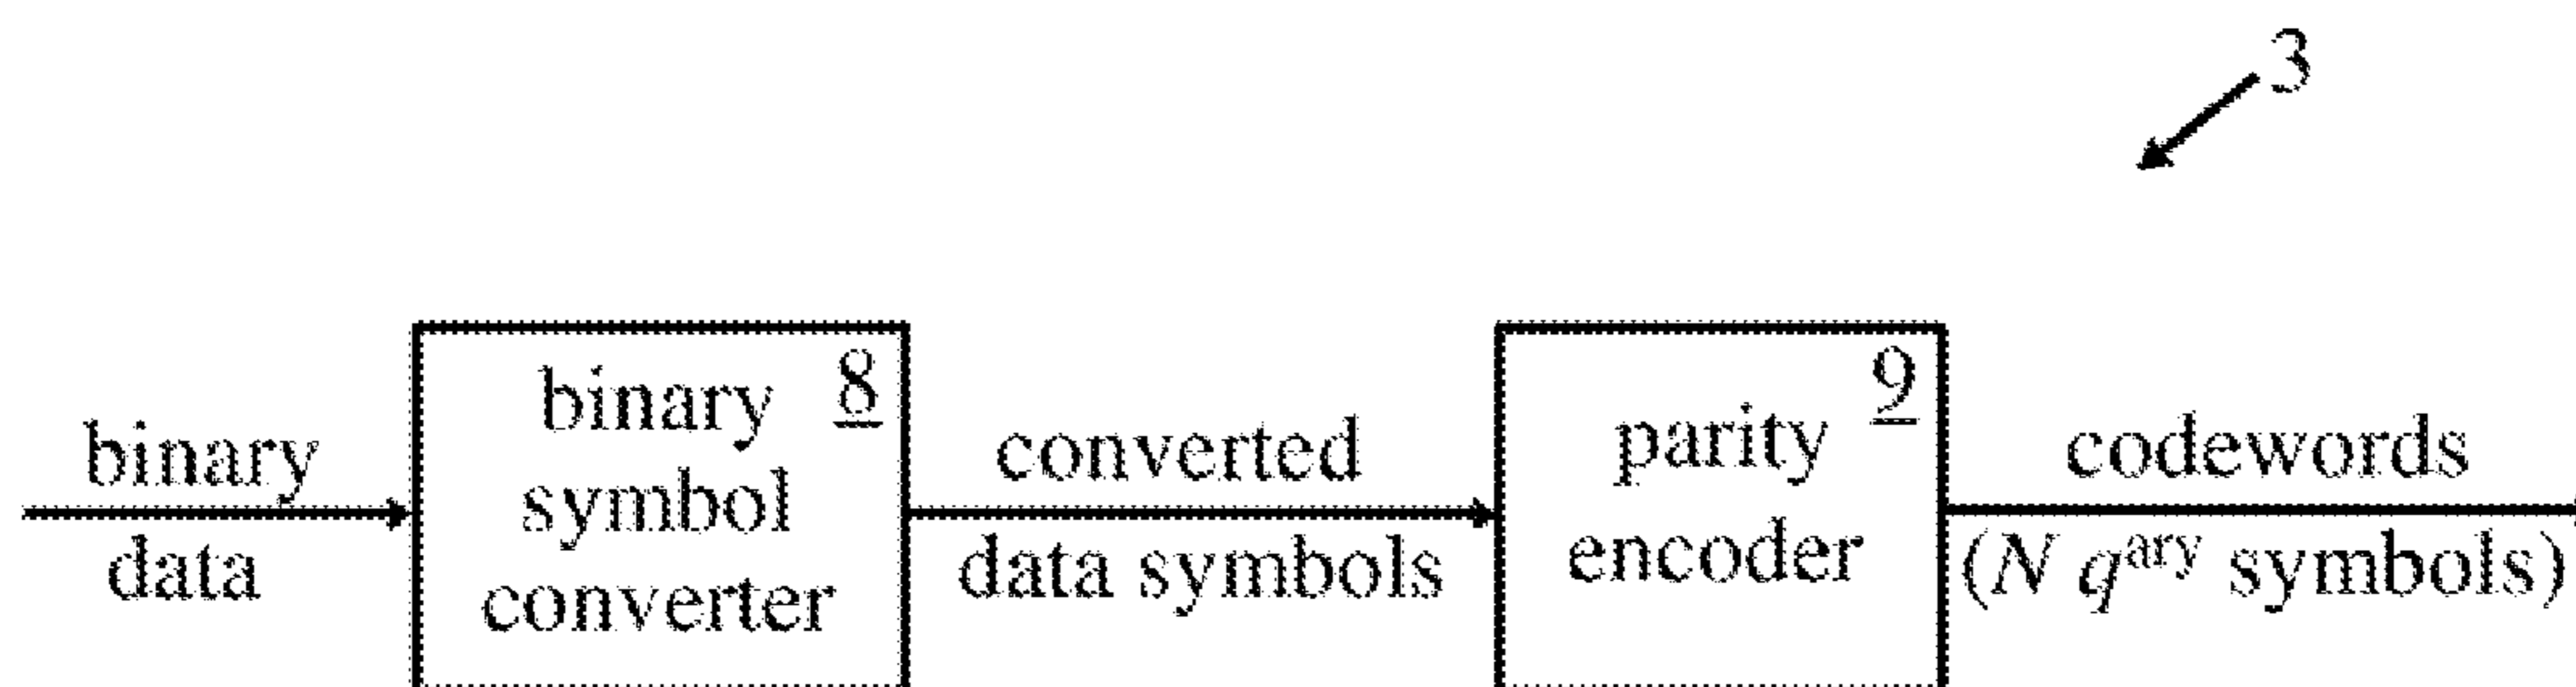 3
binary
data
binary 8
symbol
converter
converted
data symbols
parity 9
encoder
codewords
(N q^ary symbols)